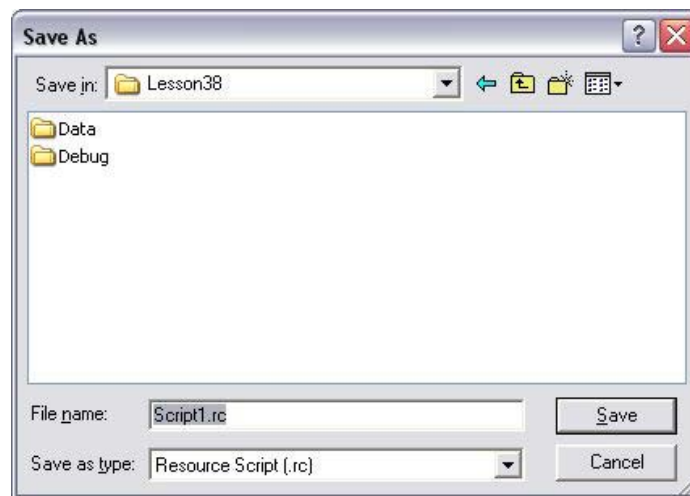 Save As
Save in: Lesson38
Data
Debug
File name: Script1.rc Save
Save as type: Resource Script (.rc) Cancel